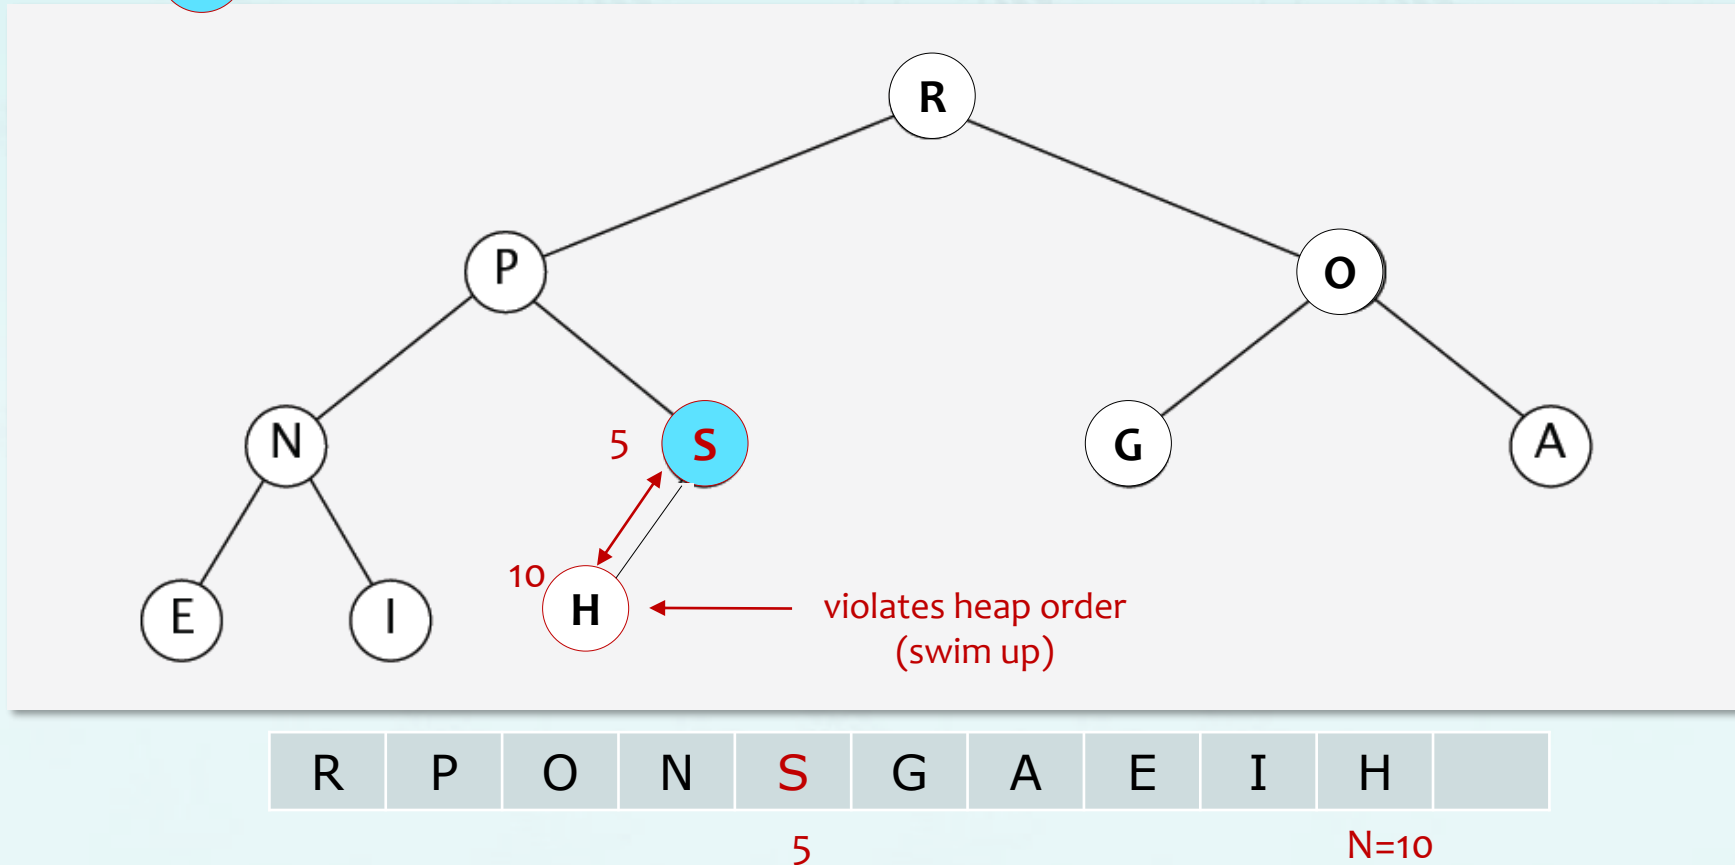 R
P
O
N
5
S
G
A
10
E
I
H
violates heap order
(swim up)
R P O N S G A E I H
5
N=10